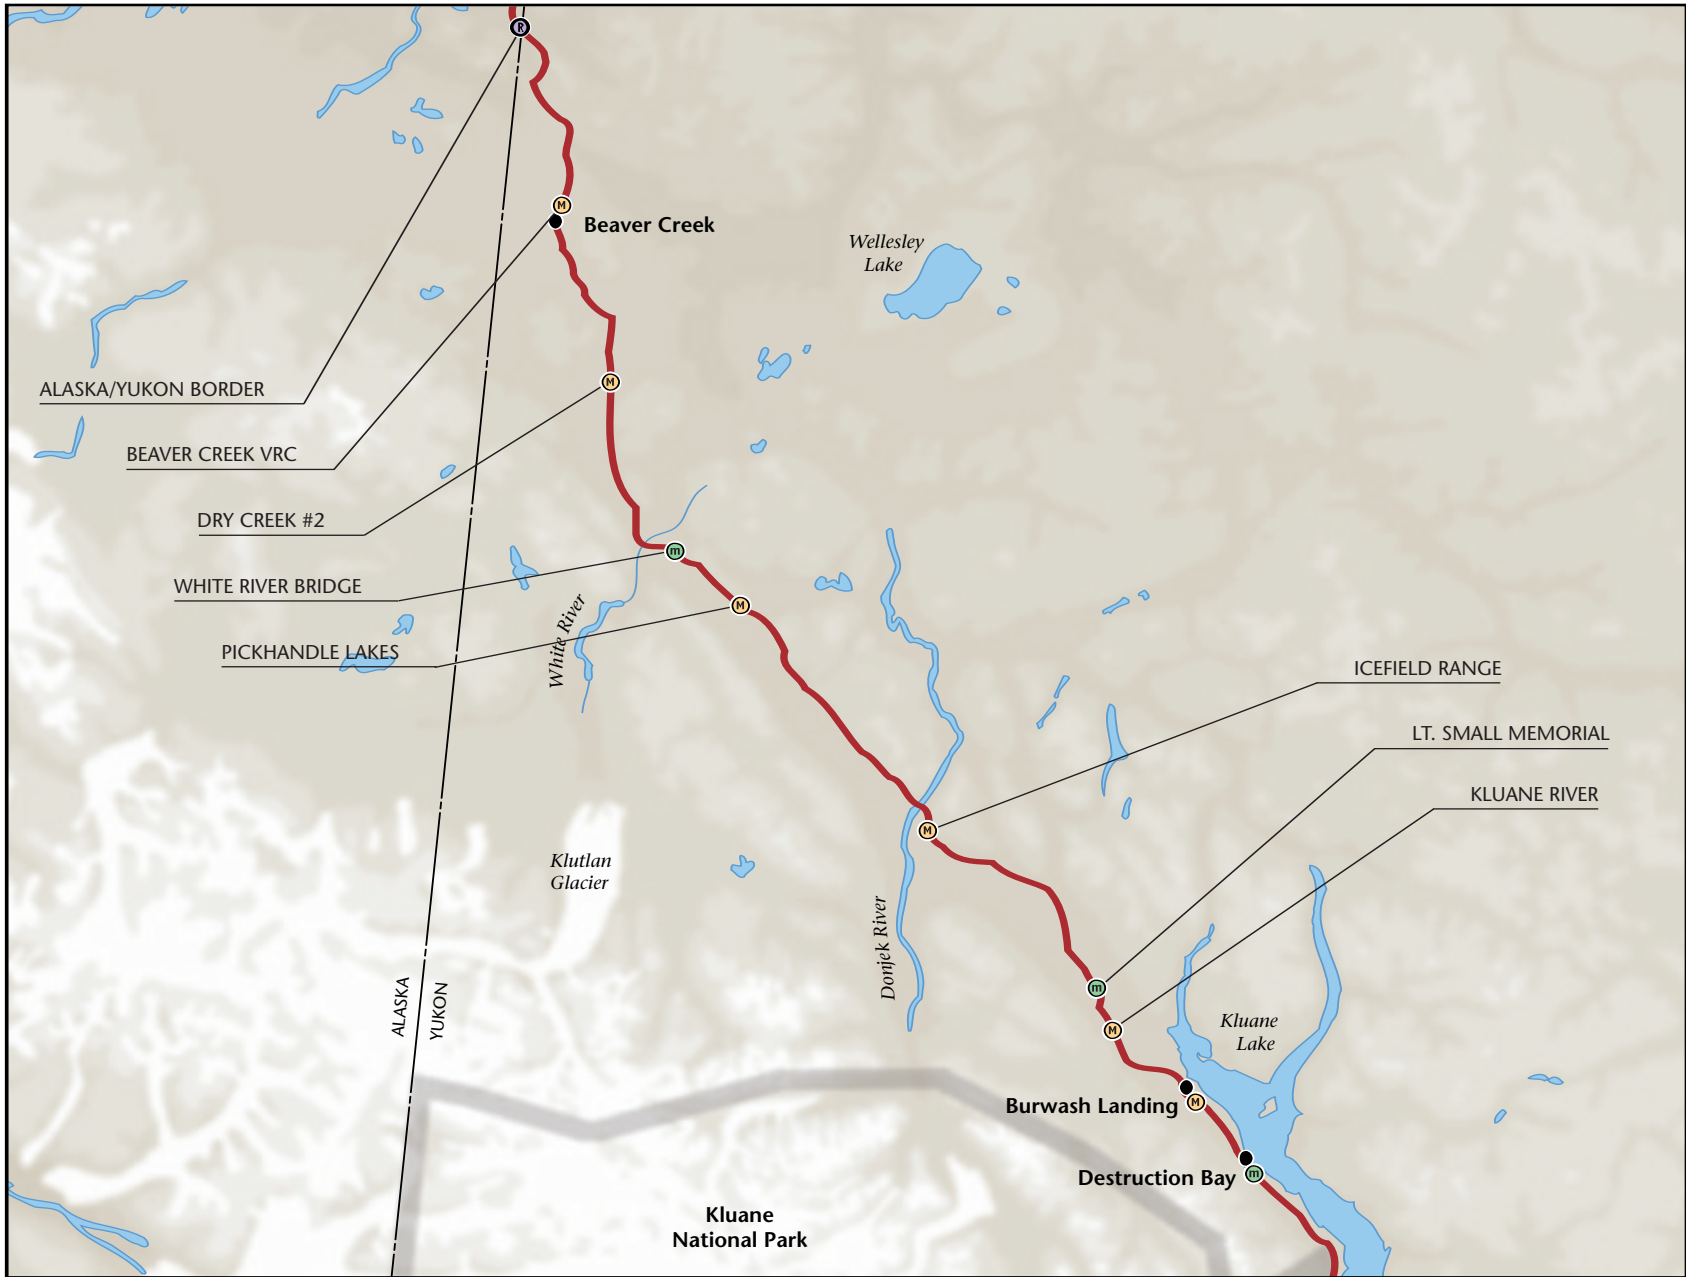 R
M
Beaver Creek
Wellesley
Lake
ALASKA/YUKON BORDER
M
BEAVER CREEK VRC
DRY CREEK #2
m
WHITE RIVER BRIDGE
M
White River
PICKHANDLE LAKES
ICEFIELD RANGE
LT. SMALL MEMORIAL
KLUANE RIVER
M
Klutlan
Glacier
Donjek River
ALASKA
YUKON
m
M
Kluane
Lake
Burwash Landing
M
Destruction Bay
m
Kluane
National Park